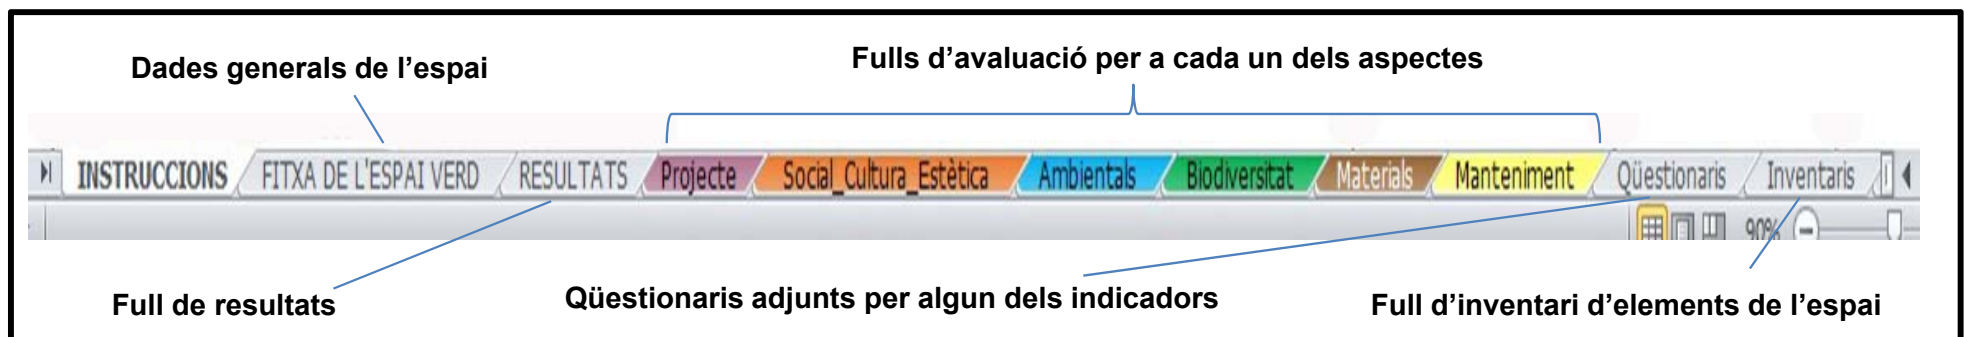 Dades generals de l’espai
Fulls d’avaluació per a cada un dels aspectes
INSTRUCCIONS FITXA DE L'ESPAI VERD RESULTATS Projecte Social_Cultura_Estètica Ambientals Biodiversitat Materials Manteniment Qüestionaris Inventaris
90%
Full de resultats
Qüestionaris adjunts per algun dels indicadors
Full d’inventari d’elements de l’espai